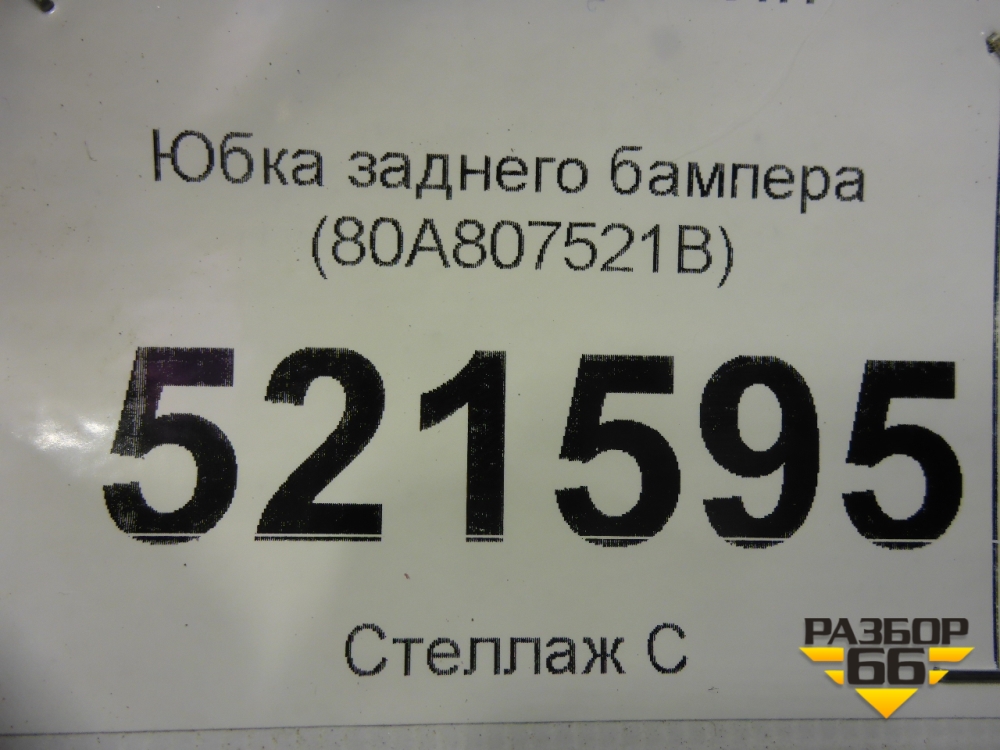 Юбка заднего бампера
(80A807521B)
521595
Стеллаж С
РАЗБОР
66